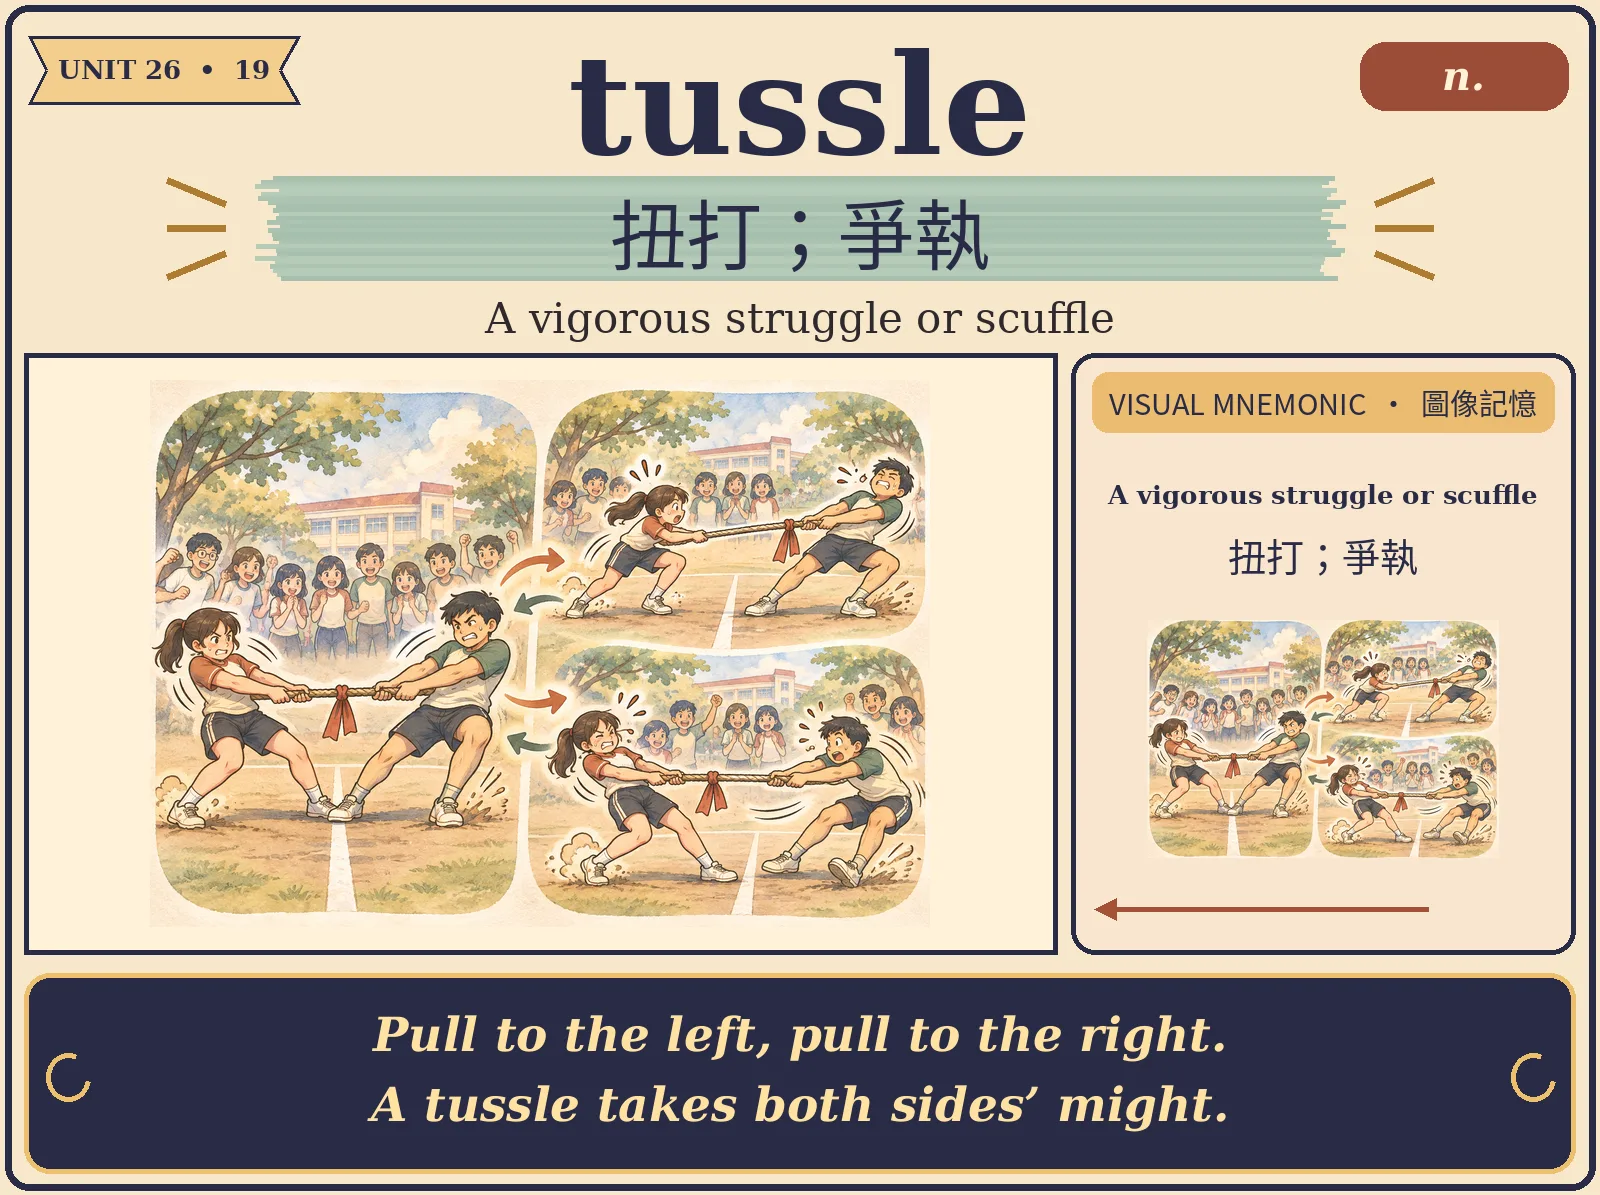 UNIT 26 • 19
tussle
n.
扭打；爭執
A vigorous struggle or scuffle
VISUAL MNEMONIC • 圖像記憶
A vigorous struggle or scuffle
扭打；爭執
Pull to the left, pull to the right.
A tussle takes both sides’ might.